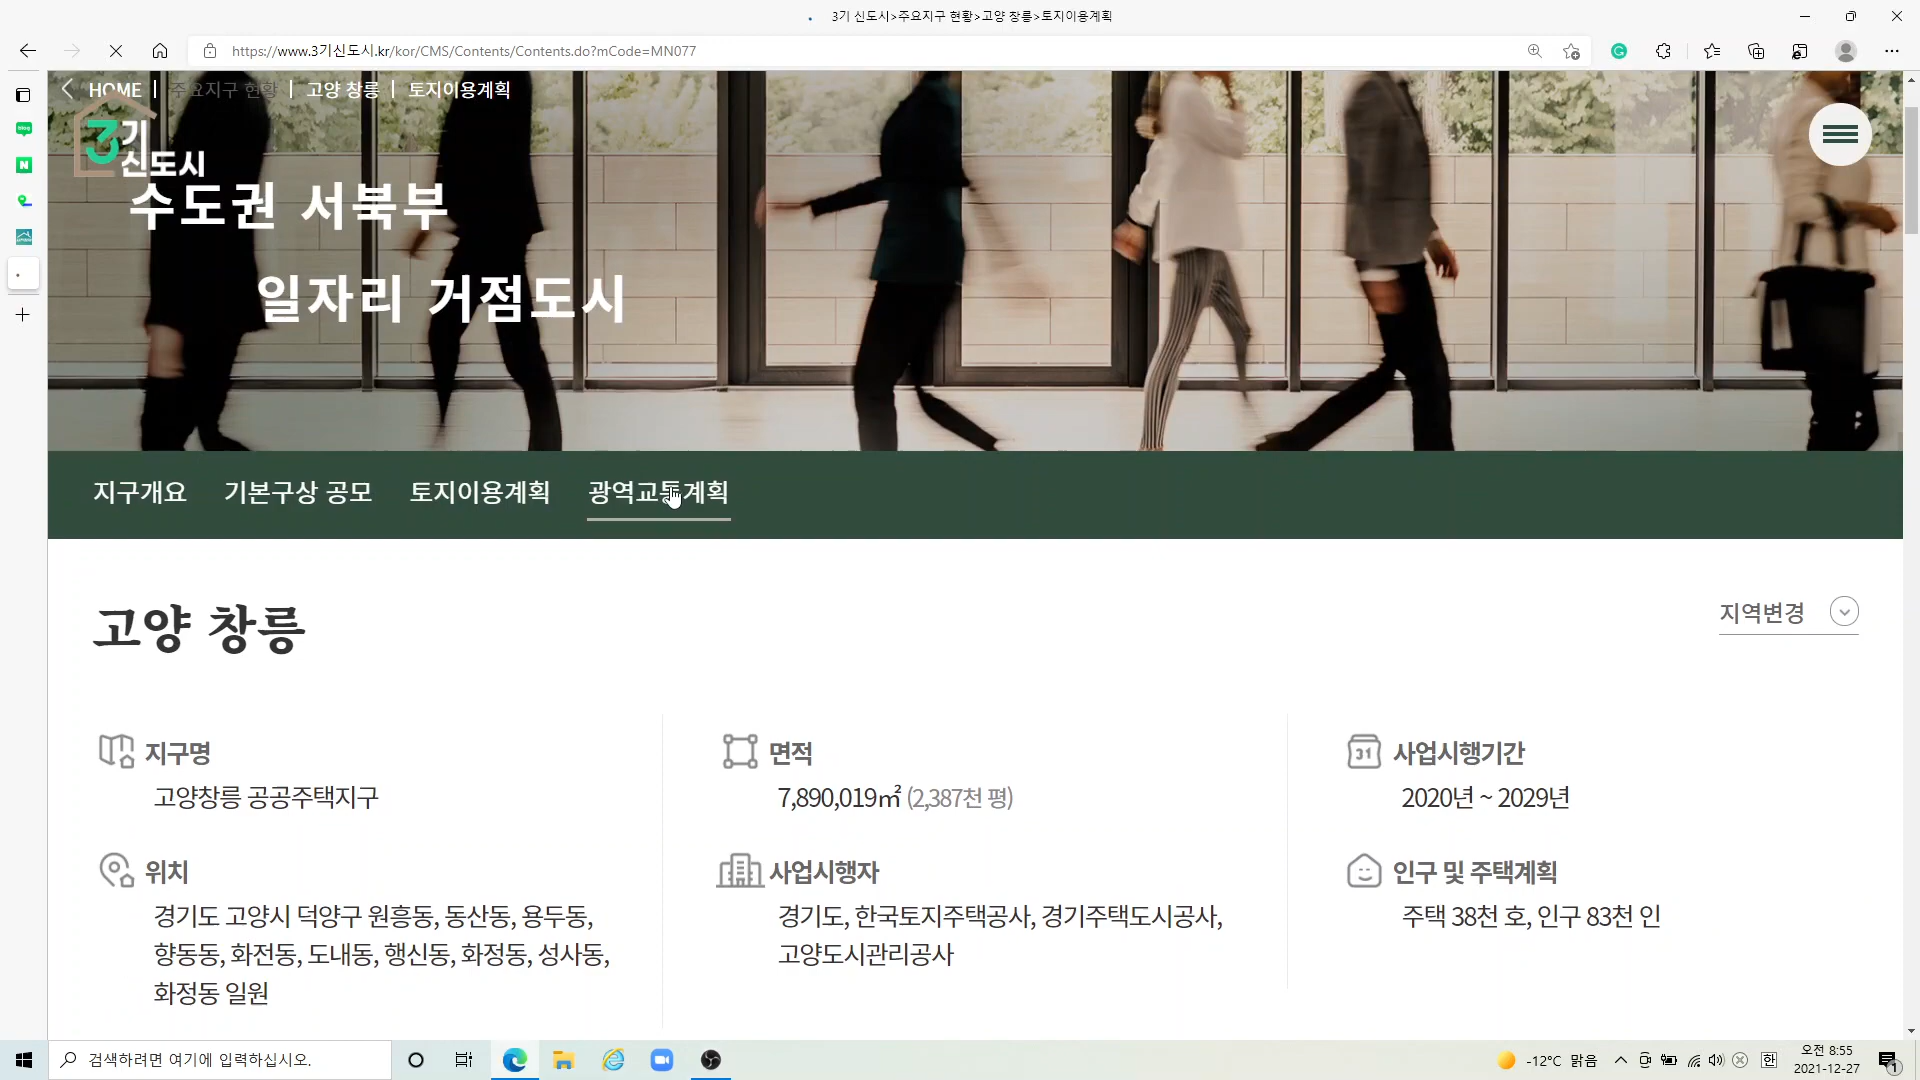 3기 신도시>주요지구 현황>고양 창릉>토지이용계획
https://www.3기신도시.kr/kor/CMS/Contents/Contents.do?mCode=MN077
HOME | 주요지구 현황 | 고양 창릉 | 토지이용계획
3기
신도시
수도권 서북부
일자리 거점도시
지구개요 기본구상 공모 토지이용계획 광역교통계획
고양 창릉
지역변경
지구명
고양창릉 공공주택지구
면적
7,890,019㎡ (2,387천 평)
31 사업시행기간
2020년 ~ 2029년
위치
경기도 고양시 덕양구 원흥동, 동산동, 용두동,
향동동, 화전동, 도내동, 행신동, 화정동, 성사동,
화정동 일원
사업시행자
경기도, 한국토지주택공사, 경기주택도시공사,
고양도시관리공사
인구 및 주택계획
주택 38천 호, 인구 83천 인
검색하려면 여기에 입력하십시오.
-12°C 맑음
한
오전 8:55
2021-12-27
1